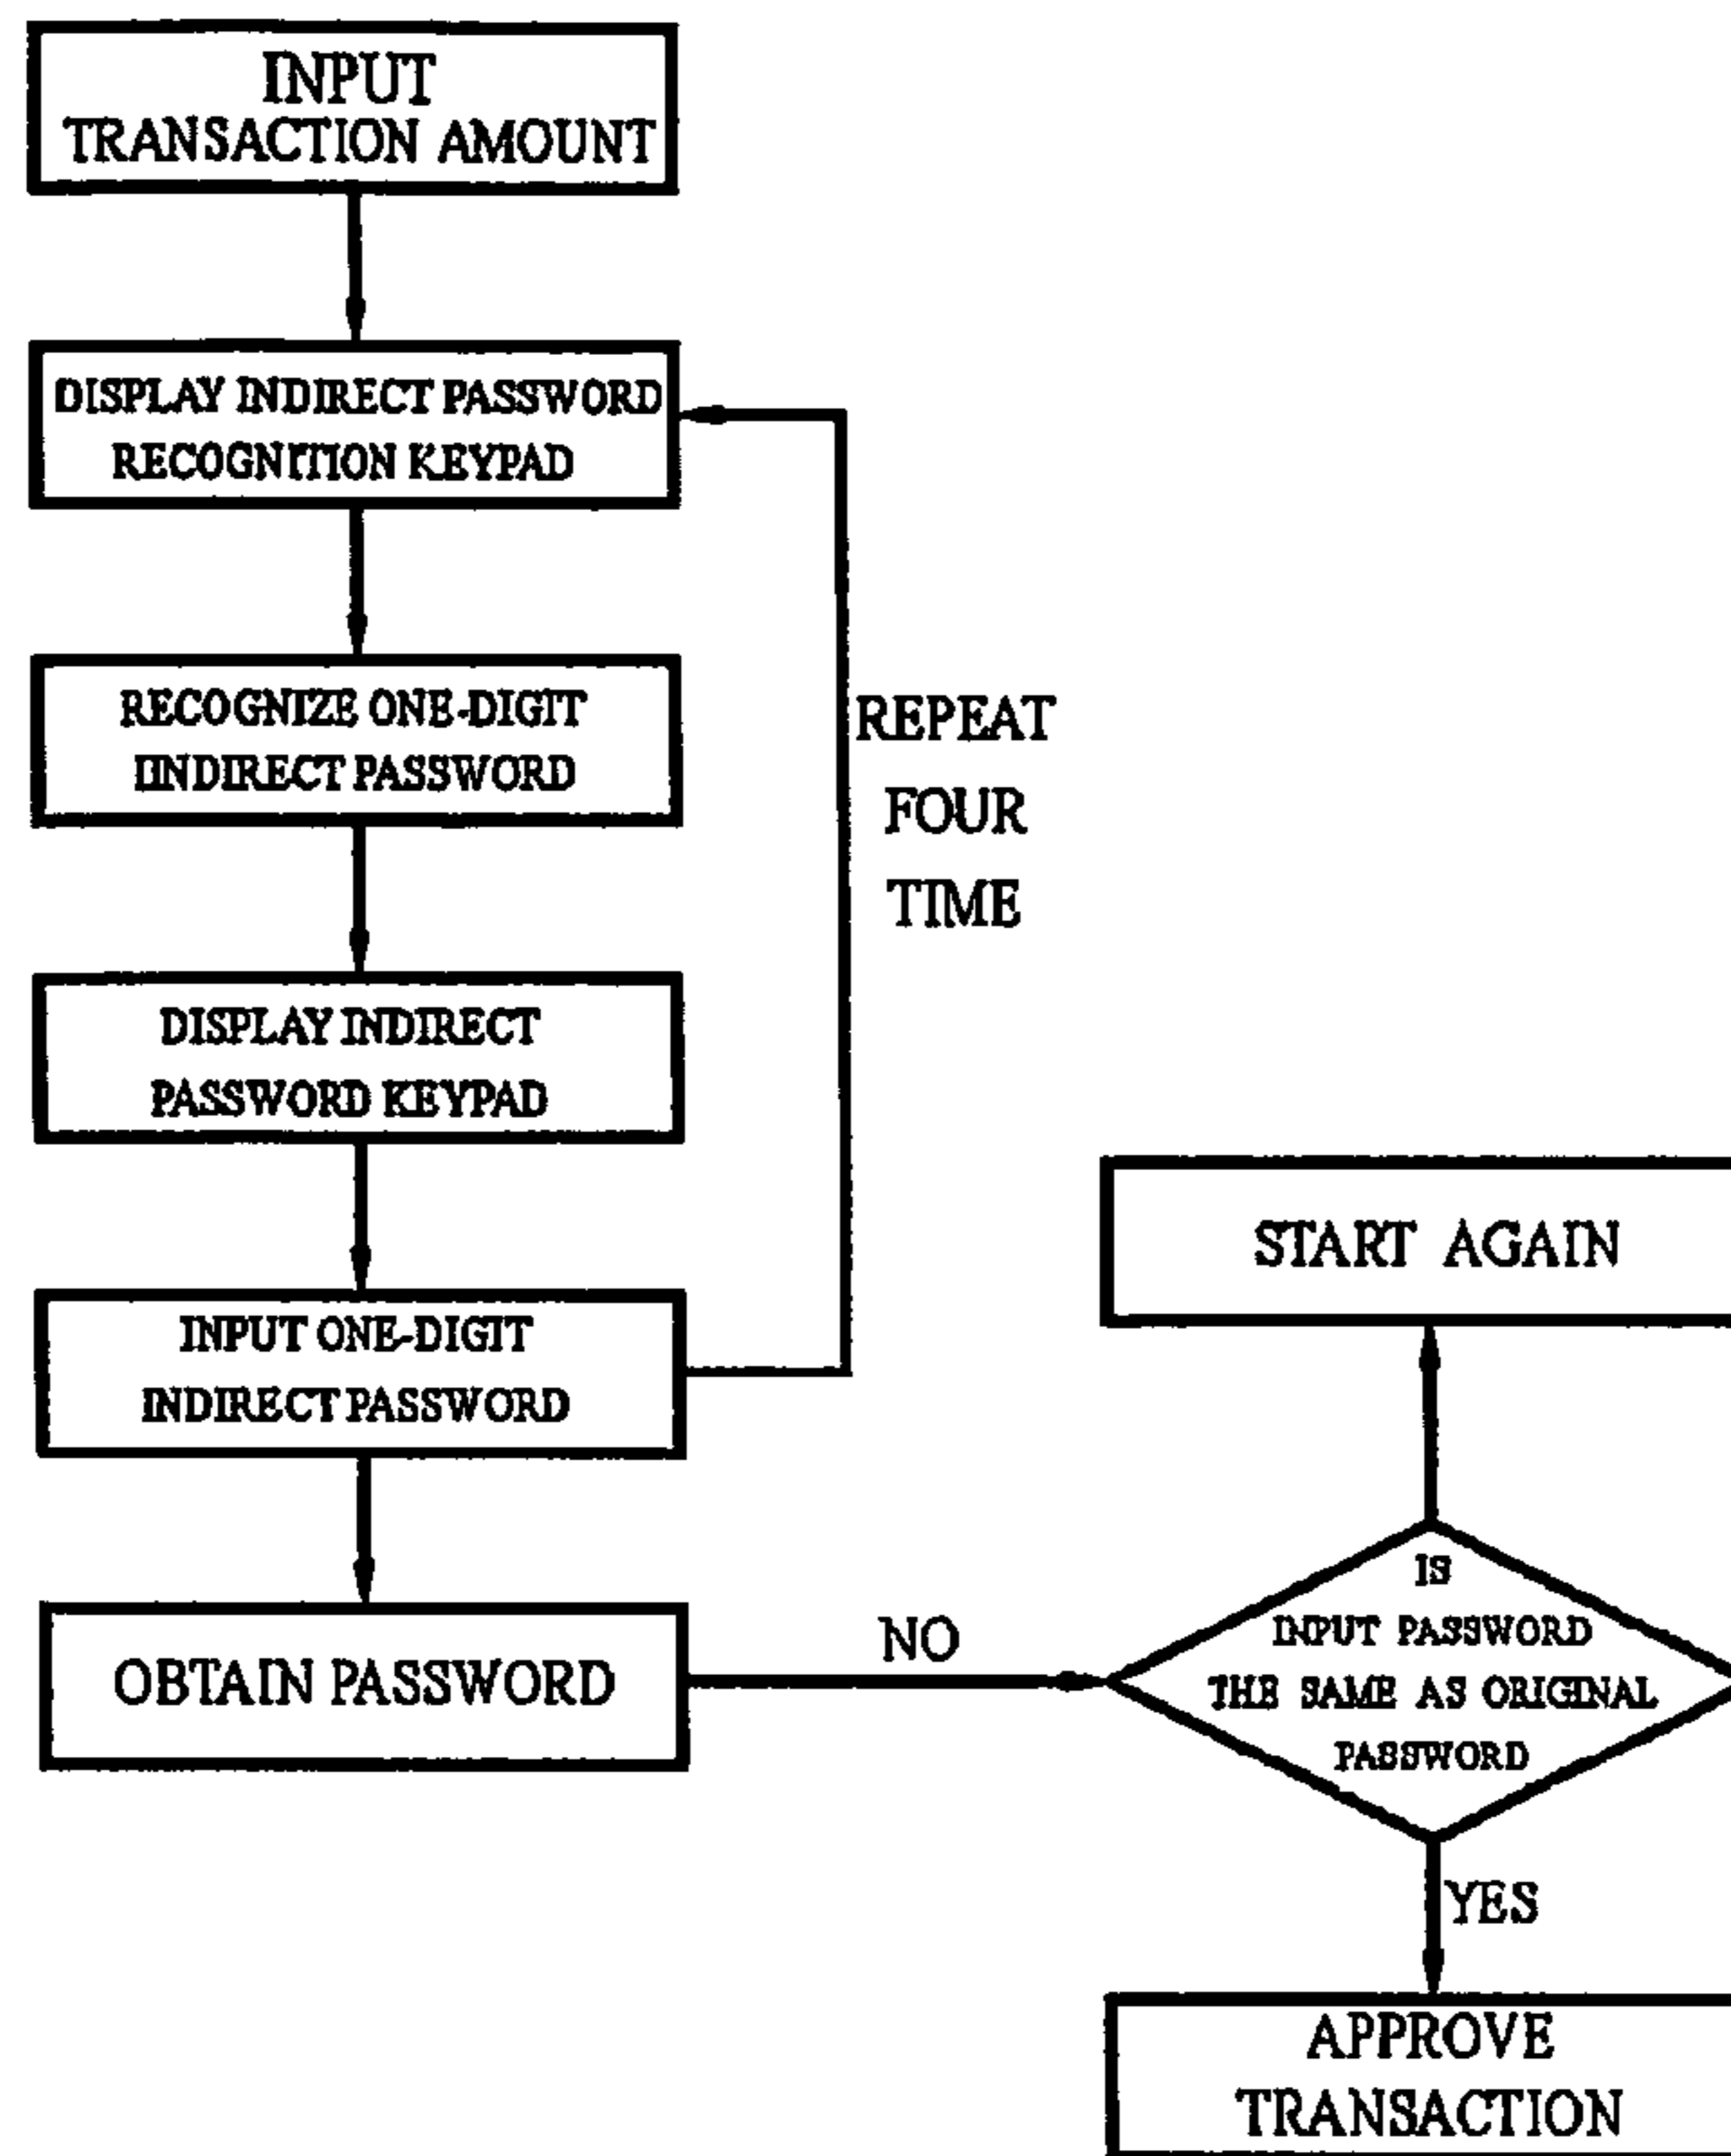 INPUT
TRANSACTION AMOUNT
DISPLAY INDIRECT PASSWORD
RECOGNITION KEYPAD
RECOGNIZE ONE-DIGIT
IINDIRECT PASSWORD
REPEAT
FOUR
TIME
DISPLAY INDIRECT
PASSWORD KEYPAD
INPUT ONE-DIGIT
INDIRECT PASSWORD
OBTAIN PASSWORD
NO
START AGAIN
IS
INPUT PASSWORD
THE SAME AS ORIGINAL
PASSWORD
YES
APPROVE
TRANSACTION